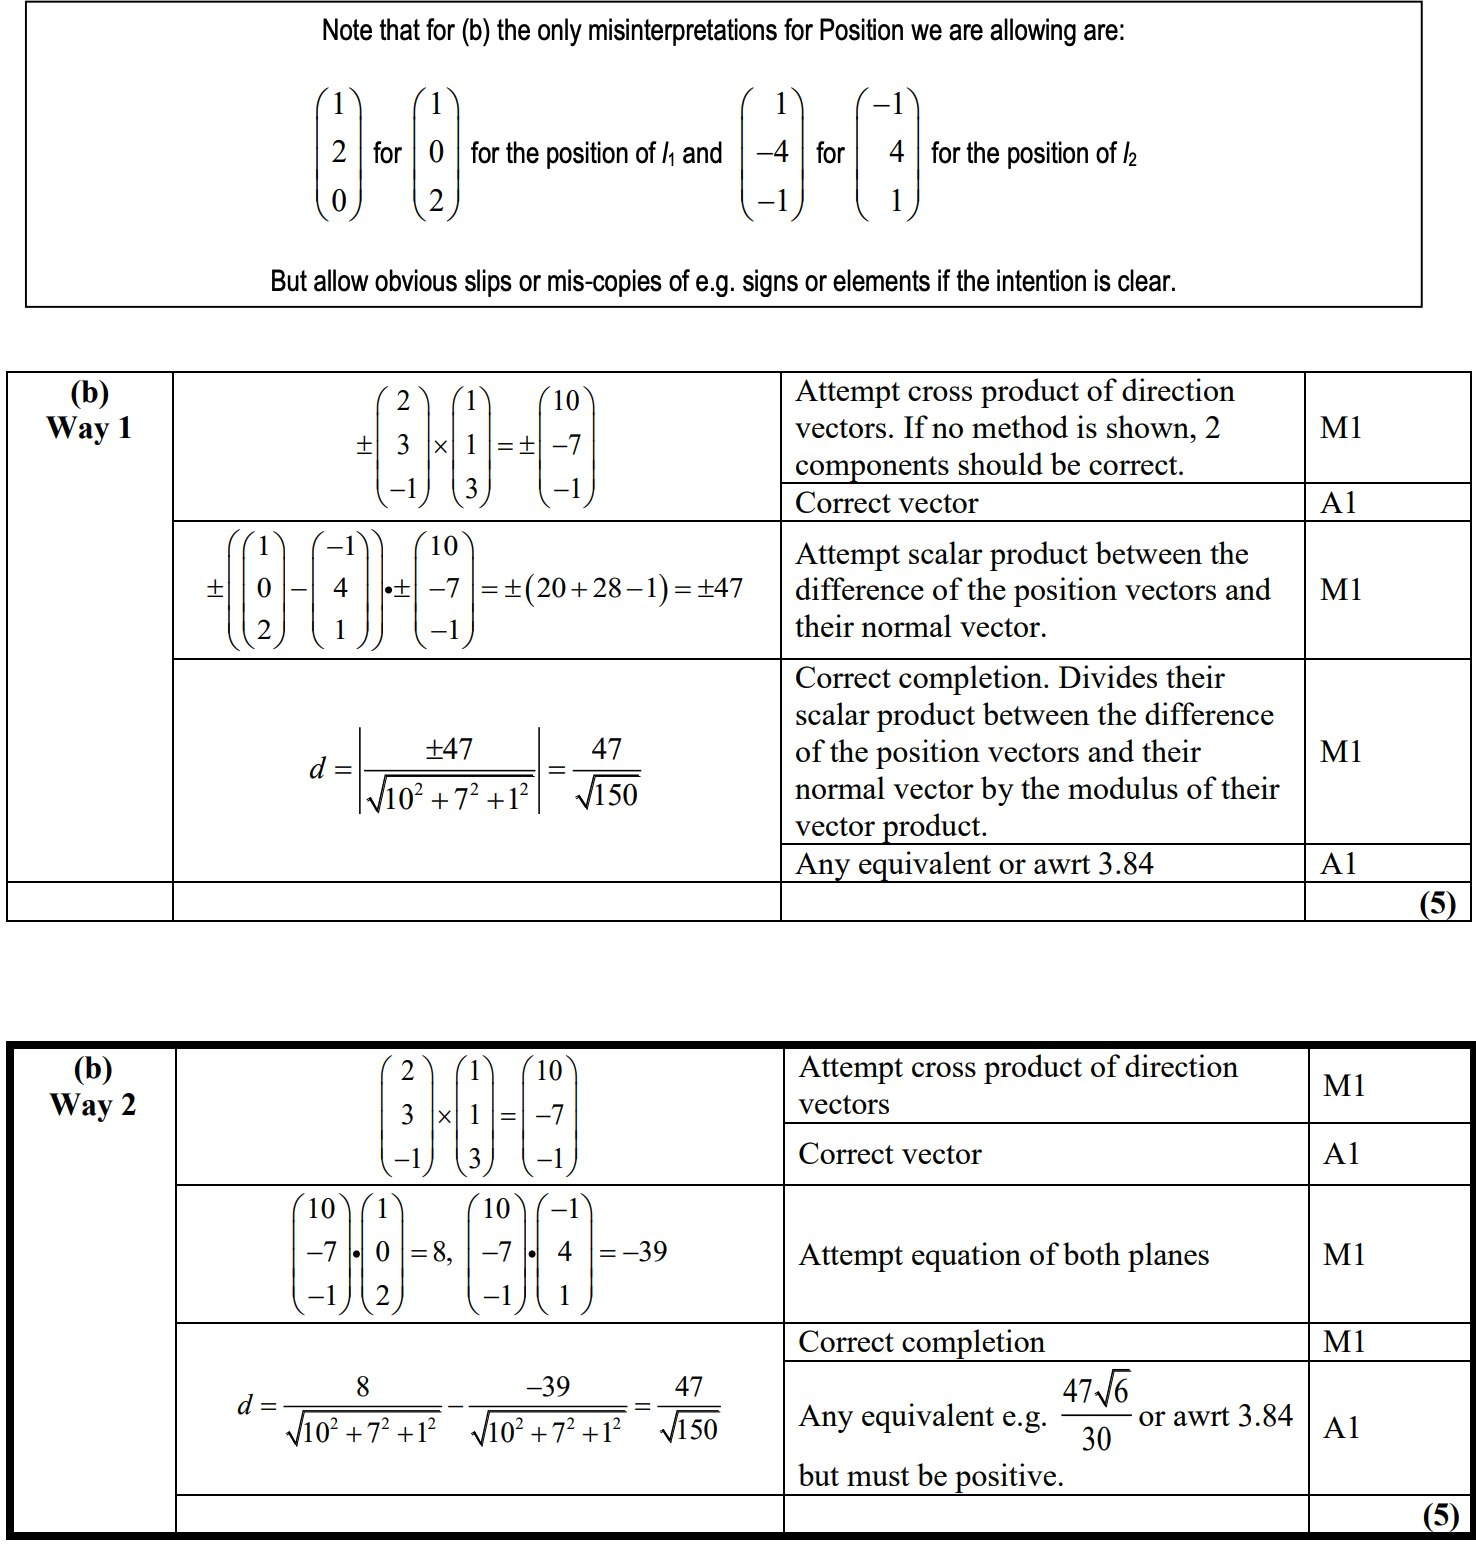 Note that for (b) the only misinterpretations for Position we are allowing are:
(1 2 0) for (1 0 2) for the position of l₁ and (1 −4 −1) for (−1 4 1) for the position of l₂
But allow obvious slips or mis-copies of e.g. signs or elements if the intention is clear.
(b)
Way 1
±(2 3 −1) × (1 1 3) = ±(10 −7 −1)
Attempt cross product of direction
vectors. If no method is shown, 2
components should be correct.
M1
Correct vector
A1
±((1 0 2) − (−1 4 1)) • ±(10 −7 −1) = ±(20 + 28 − 1) = ±47
Attempt scalar product between the
difference of the position vectors and
their normal vector.
M1
d = |±47 / √(10² + 7² + 1²)| = 47 / √150
Correct completion. Divides their
scalar product between the difference
of the position vectors and their
normal vector by the modulus of their
vector product.
M1
Any equivalent or awrt 3.84
A1
(5)
(b)
Way 2
(2 3 −1) × (1 1 3) = (10 −7 −1)
Attempt cross product of direction
vectors
M1
Correct vector
A1
(10 −7 −1) • (1 0 2) = 8, (10 −7 −1) • (−1 4 1) = −39
Attempt equation of both planes
M1
d = 8 / √(10² + 7² + 1²) − −39 / √(10² + 7² + 1²) = 47 / √150
Correct completion
M1
Any equivalent e.g. 47√6 / 30 or awrt 3.84
but must be positive.
A1
(5)